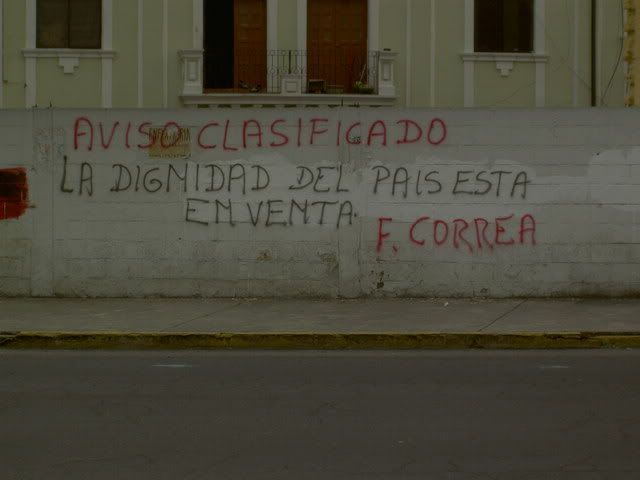 AVISO CLASIFICADO
LA DIGNIDAD DEL PAIS ESTA
EN VENTA.
F. CORREA